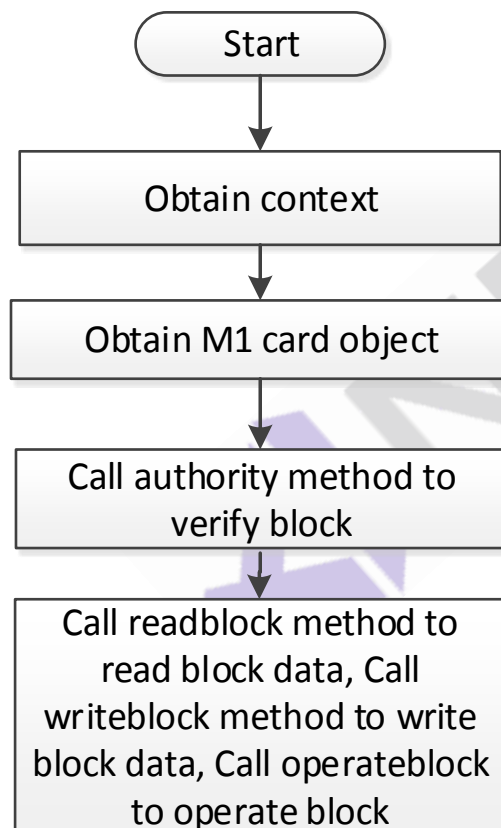 Start
Obtain context
Obtain M1 card object
Call authority method to
verify block
Call readblock method to
read block data, Call
writeblock method to write
block data, Call operateblock
to operate block